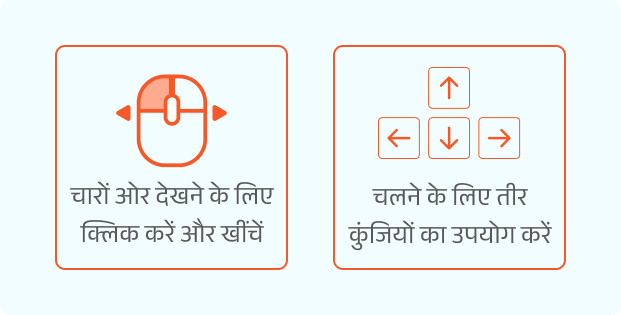 चारों ओर देखने के लिए
क्लिक करें और खींचें
चलने के लिए तीर
कुंजियों का उपयोग करें